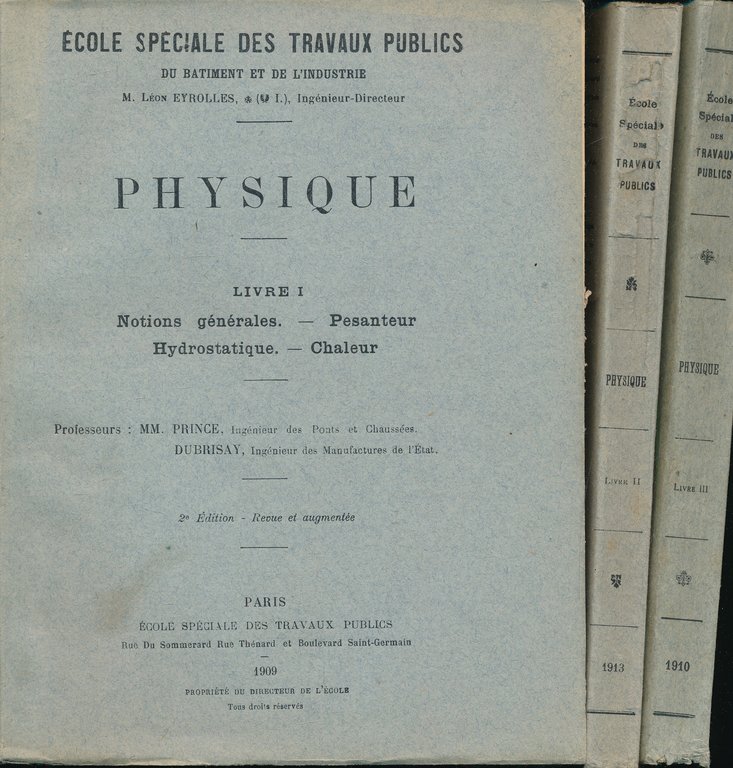 ÉCOLE SPÉCIALE DES TRAVAUX PUBLICS
DU BATIMENT ET DE L'INDUSTRIE
M. LÉON EYROLLES, ❀ (❦ I.), Ingénieur-Directeur
PHYSIQUE
LIVRE I
Notions générales. — Pesanteur
Hydrostatique. — Chaleur
Professeurs : MM. PRINCE, Ingénieur des Ponts et Chaussées.
DUBRISAY, Ingénieur des Manufactures de l'État.
2e Édition - Revue et augmentée
PARIS
ÉCOLE SPÉCIALE DES TRAVAUX PUBLICS
Rue Du Sommerard Rue Thénard et Boulevard Saint-Germain
1909
PROPRIÉTÉ DU DIRECTEUR DE L'ÉCOLE
Tous droits réservés
École
Spéciale
DES
TRAVAUX
PUBLICS
PHYSIQUE
LIVRE II
1913
École
Spécial
DES
TRAVAUX
PUBLICS
PHYSIQUE
LIVRE III
1910